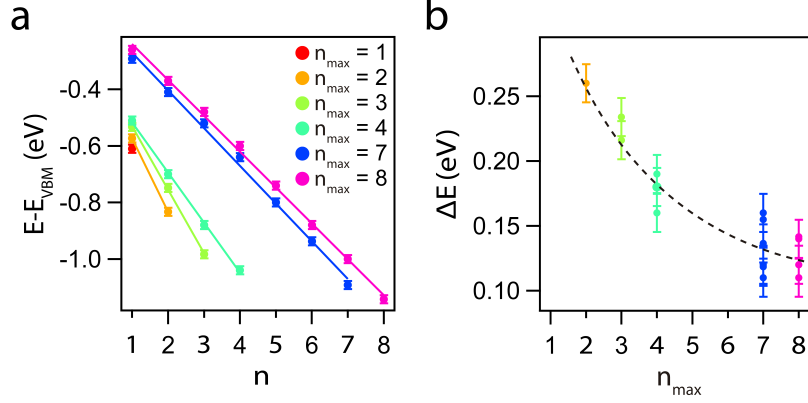 a
E-E_VBM (eV)
-0.4
-0.6
-0.8
-1.0
n_max = 1
n_max = 2
n_max = 3
n_max = 4
n_max = 7
n_max = 8
1 2 3 4 5 6 7 8
n
b
ΔE (eV)
0.25
0.20
0.15
0.10
1 2 3 4 5 6 7 8
n_max